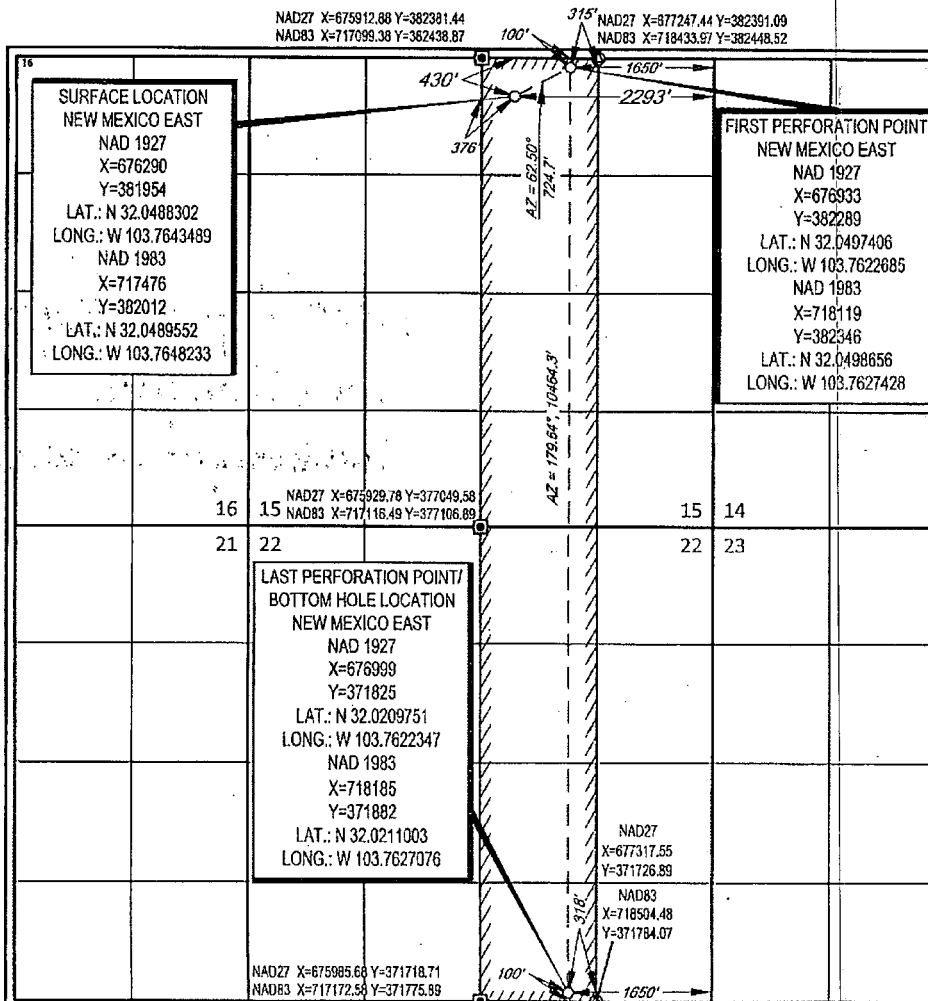 NAD27 X=675912.88 Y=382381.44
NAD83 X=717099.38 Y=382438.87
315'
NAD27 X=677247.44 Y=382391.09
NAD83 X=718433.97 Y=382448.52
100'
16
1650'
430'
2293'
376'
AZ = 62.50°
724.7'
SURFACE LOCATION
NEW MEXICO EAST
NAD 1927
X=676290
Y=381954
LAT.: N 32.0488302
LONG.: W 103.7643489
NAD 1983
X=717476
Y=382012
LAT.: N 32.0489552
LONG.: W 103.7648233
FIRST PERFORATION POINT
NEW MEXICO EAST
NAD 1927
X=676933
Y=382289
LAT.: N 32.0497406
LONG.: W 103.7622685
NAD 1983
X=718119
Y=382346
LAT.: N 32.0498656
LONG.: W 103.7627428
AZ = 179.64°, 10464.3'
16 15
NAD27 X=675929.78 Y=377049.58
NAD83 X=717116.49 Y=377106.89
15 14
21 22
22 23
LAST PERFORATION POINT/
BOTTOM HOLE LOCATION
NEW MEXICO EAST
NAD 1927
X=676999
Y=371825
LAT.: N 32.0209751
LONG.: W 103.7622347
NAD 1983
X=718185
Y=371882
LAT.: N 32.0211003
LONG.: W 103.7627076
NAD27
X=677317.55
Y=371726.89
NAD83
X=718504.48
Y=371784.07
318'
NAD27 X=675985.68 Y=371718.71
NAD83 X=717172.58 Y=371775.89
100'
1650'